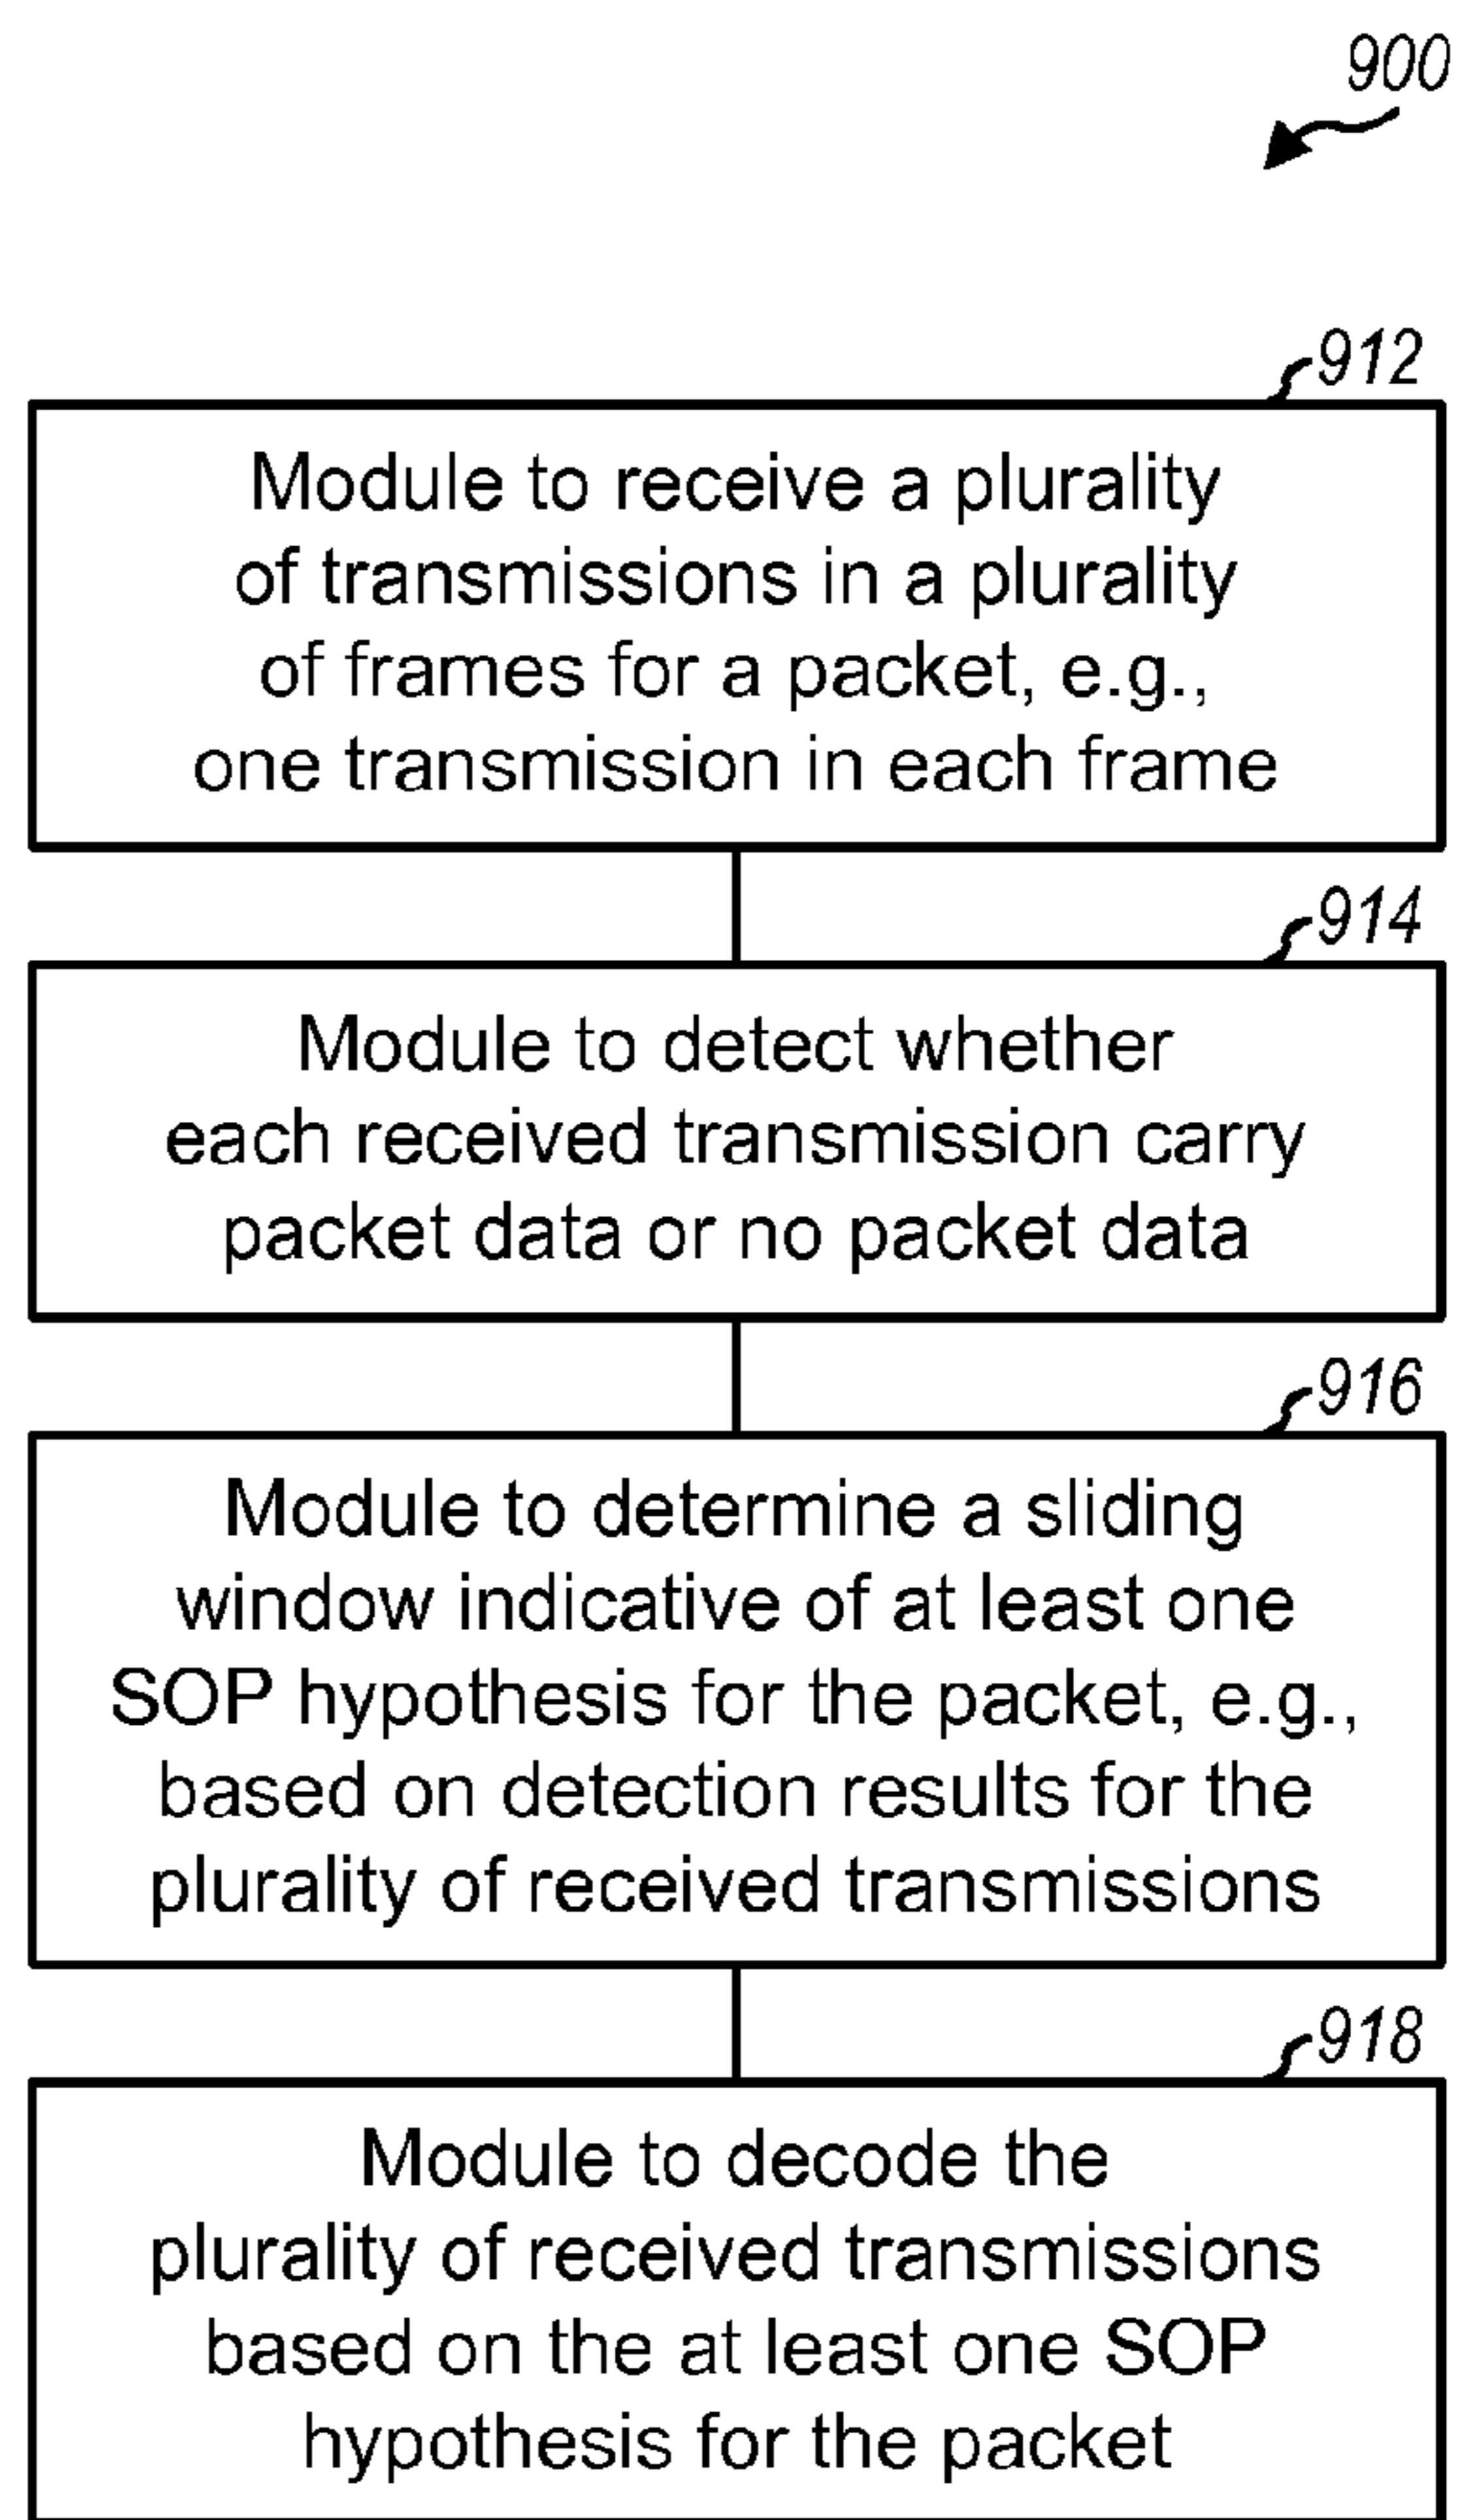 900
912
Module to receive a plurality
of transmissions in a plurality
of frames for a packet, e.g.,
one transmission in each frame
914
Module to detect whether
each received transmission carry
packet data or no packet data
916
Module to determine a sliding
window indicative of at least one
SOP hypothesis for the packet, e.g.,
based on detection results for the
plurality of received transmissions
918
Module to decode the
plurality of received transmissions
based on the at least one SOP
hypothesis for the packet